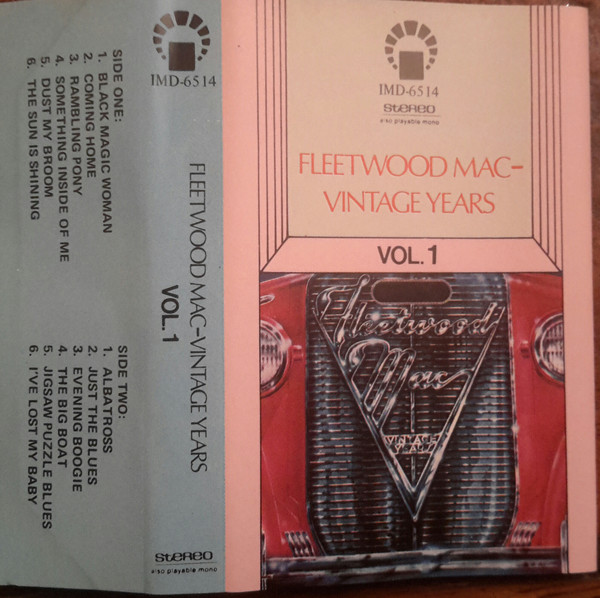 SIDE ONE:
1. BLACK MAGIC WOMAN
2. COMING HOME
3. RAMBLING PONY
4. SOMETHING INSIDE OF ME
5. DUST MY BROOM
6. THE SUN IS SHINING
SIDE TWO:
1. ALBATROSS
2. JUST THE BLUES
3. EVENING BOOGIE
4. THE BIG BOAT
5. JIGSAW PUZZLE BLUES
6. I'VE LOST MY BABY
IMD-6514
FLEETWOOD MAC-VINTAGE YEARS
VOL.1
stereo
also playable mono
IMD-6514
stereo
also playable mono
FLEETWOOD MAC-
VINTAGE YEARS
VOL.1
Fleetwood
Mac
VINTAGE
YEARS